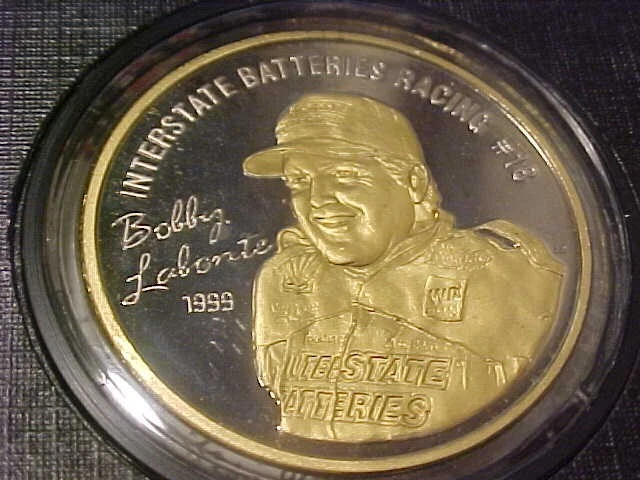 INTERSTATE BATTERIES RACING #18
Bobby
Labonte
1999
INTERSTATE
BATTERIES